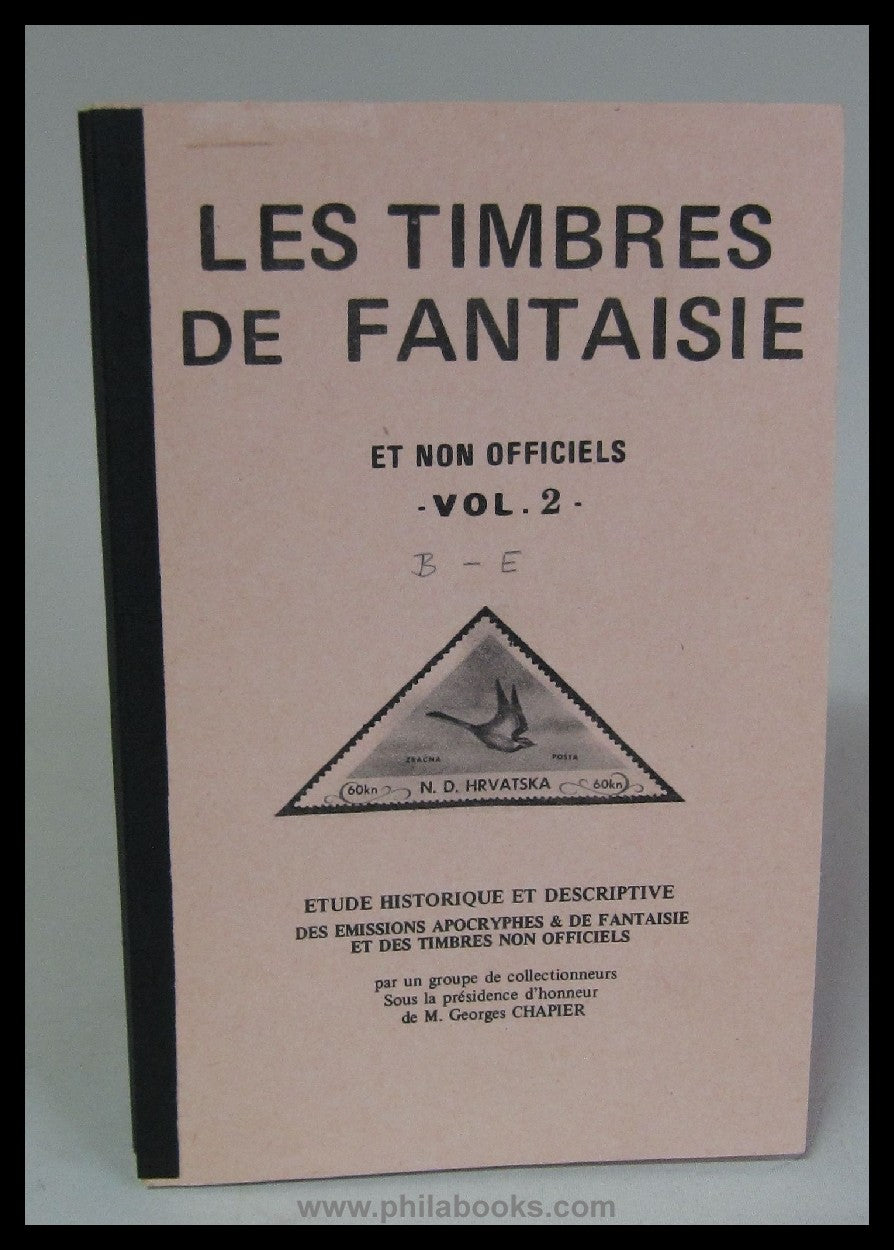 LES TIMBRES
DE FANTAISIE
ET NON OFFICIELS
- VOL. 2 -
B - E
ZRACNA POSTA
60kn N. D. HRVATSKA 60kn
ETUDE HISTORIQUE ET DESCRIPTIVE
DES EMISSIONS APOCRYPHES & DE FANTAISIE
ET DES TIMBRES NON OFFICIELS
par un groupe de collectionneurs
Sous la présidence d'honneur
de M. Georges CHAPIER
www.philabooks.com